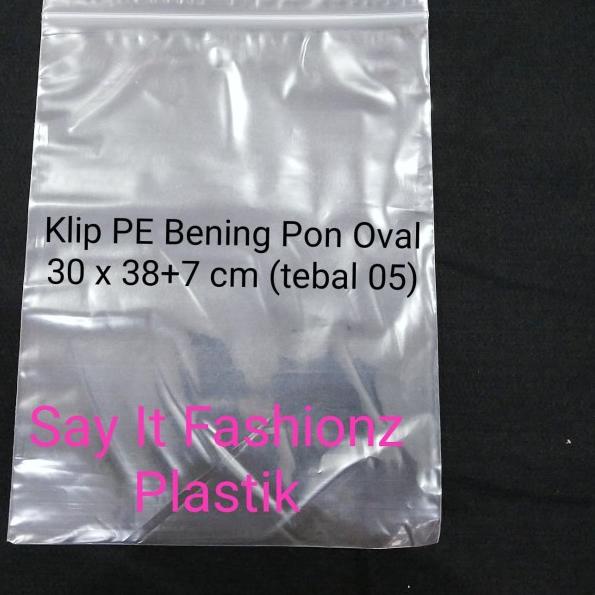 Klip PE Bening Pon Oval
30 x 38+7 cm (tebal 05)
Say It Fashionz
Plastik